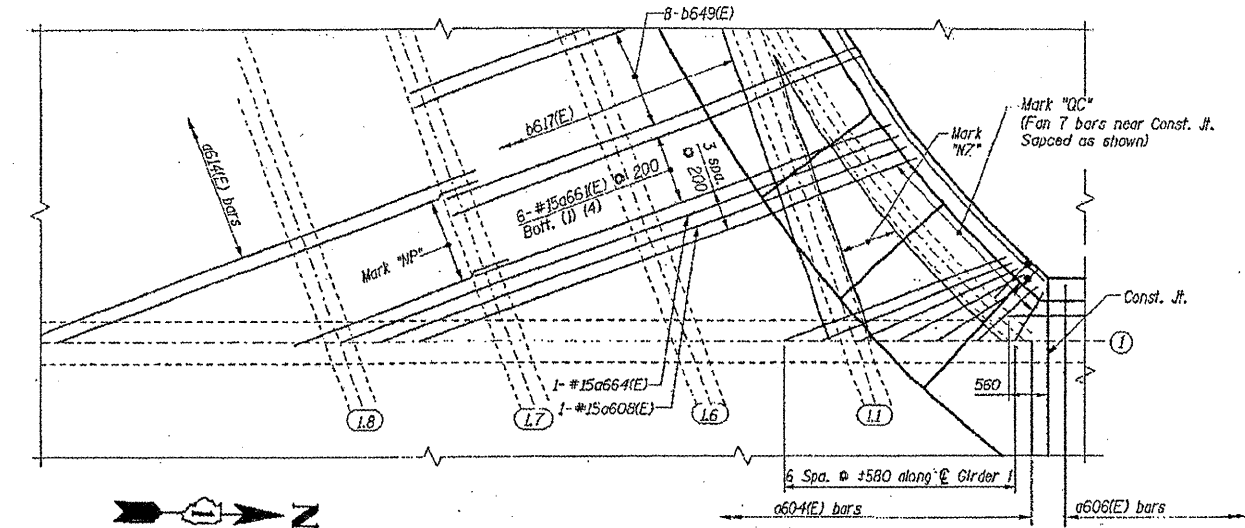 8-b649(E)
Mark "QC"
(Fan 7 bars near Const. Jt.
Sapced as shown)
b617(E)
Mark
"NZ"
a614(E) bars
3 spa.
@ 200
6-#15a661(E) @ 200
Bott. (1) (4)
Mark "NP"
Const. Jt.
1
560
1-#15a664(E)
1-#15a608(E)
1.8
1.7
1.6
1.1
6 Spa. @ ±580 along ℄ Girder 1
a604(E) bars
a606(E) bars
N